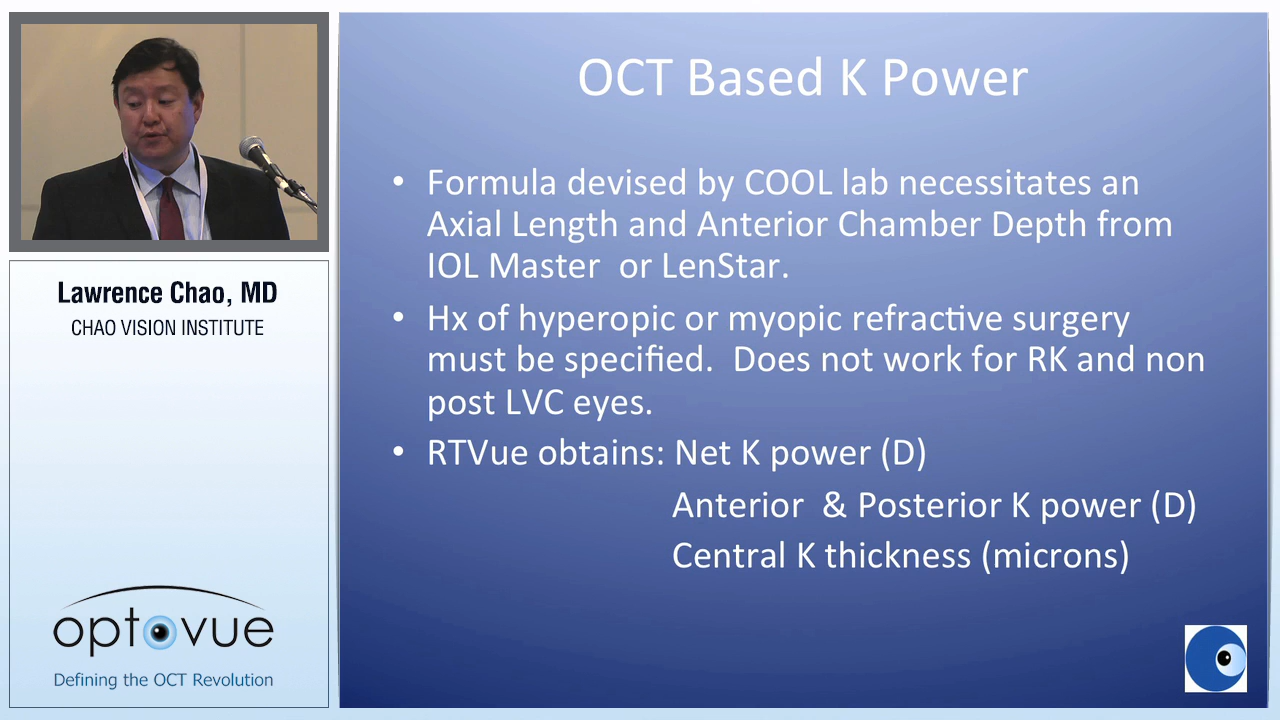 OCT Based K Power
• Formula devised by COOL lab necessitates an
Axial Length and Anterior Chamber Depth from
IOL Master or LenStar.
• Hx of hyperopic or myopic refractive surgery
must be specified. Does not work for RK and non
post LVC eyes.
• RTVue obtains: Net K power (D)
Anterior & Posterior K power (D)
Central K thickness (microns)
Lawrence Chao, MD
CHAO VISION INSTITUTE
optovue
Defining the OCT Revolution